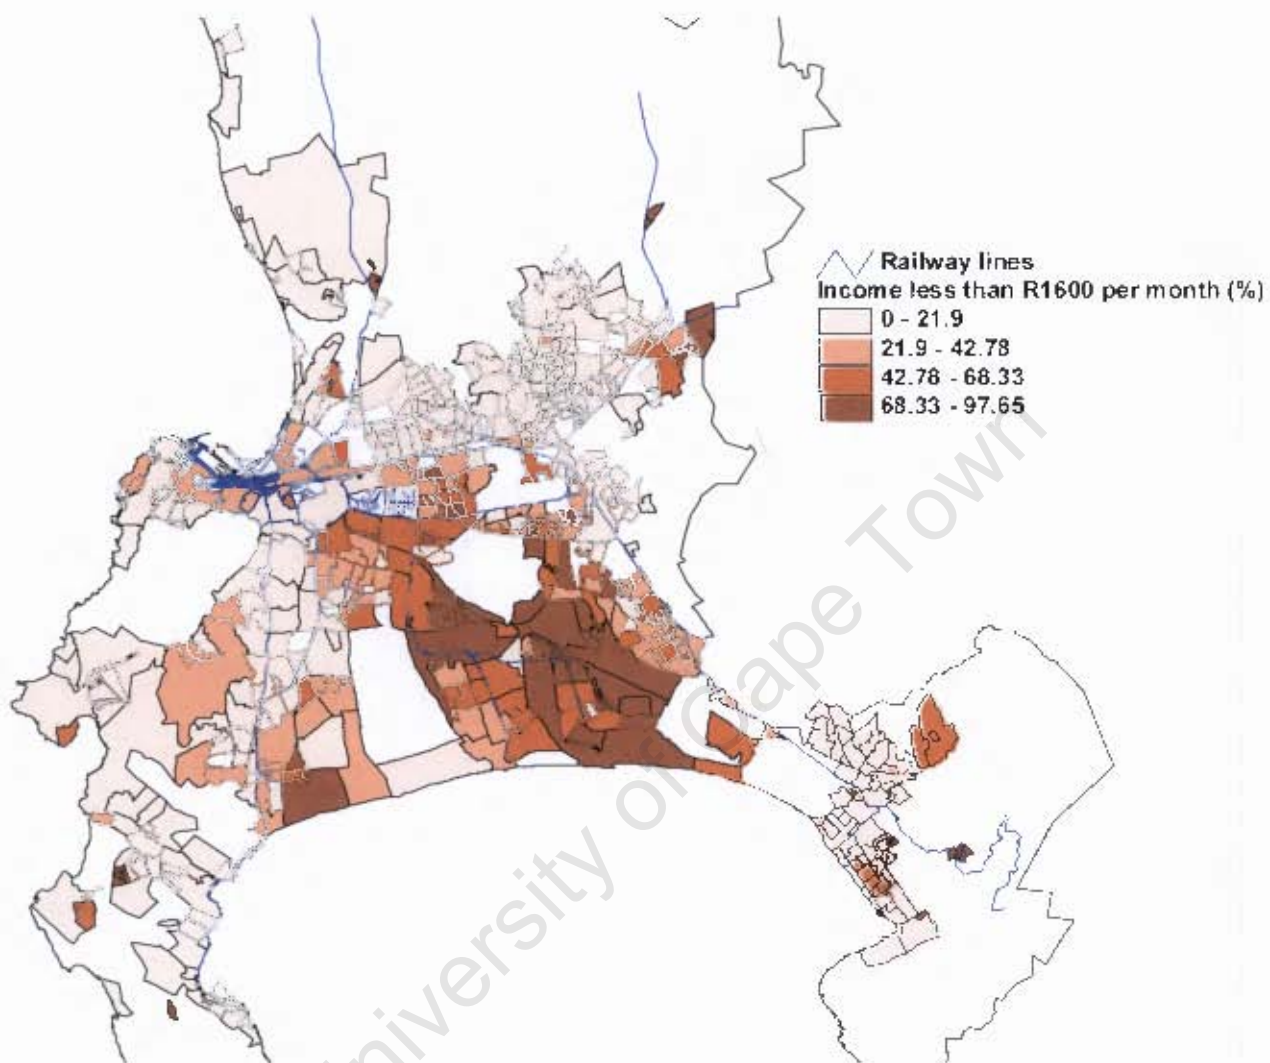 Railway lines
Income less than R1600 per month (%)
0 - 21.9
21.9 - 42.78
42.78 - 68.33
68.33 - 97.65
University of Cape Town